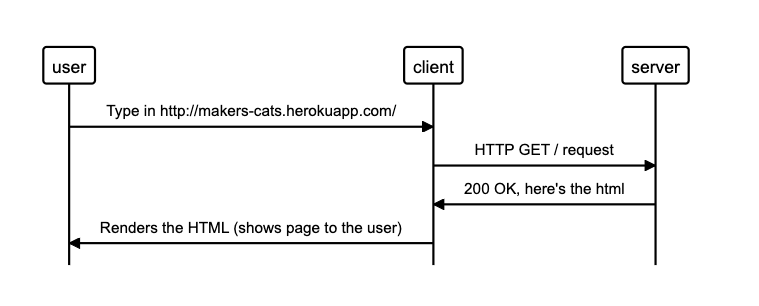 user
client
server
Type in http://makers-cats.herokuapp.com/
HTTP GET / request
200 OK, here's the html
Renders the HTML (shows page to the user)